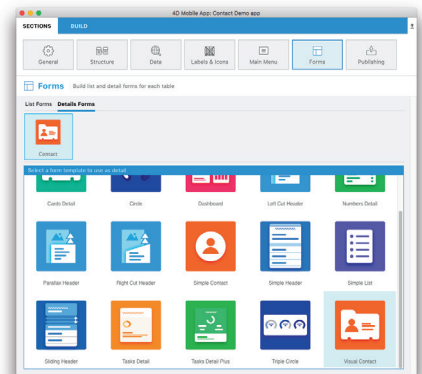 4D Mobile App: Contact Demo app
SECTIONS BUILD
General Structure Data Labels & Icons Main Menu Forms Publishing
Forms Build list and detail forms for each table
List Forms Details Forms
Contact
Select a form template to use as detail
Cards Detail Circle Dashboard Left Cut Header Numbers Detail
Parallax Header Right Cut Header Simple Contact Simple Header Simple List
Sliding Header Tasks Detail Tasks Detail Plus Triple Circle Visual Contact